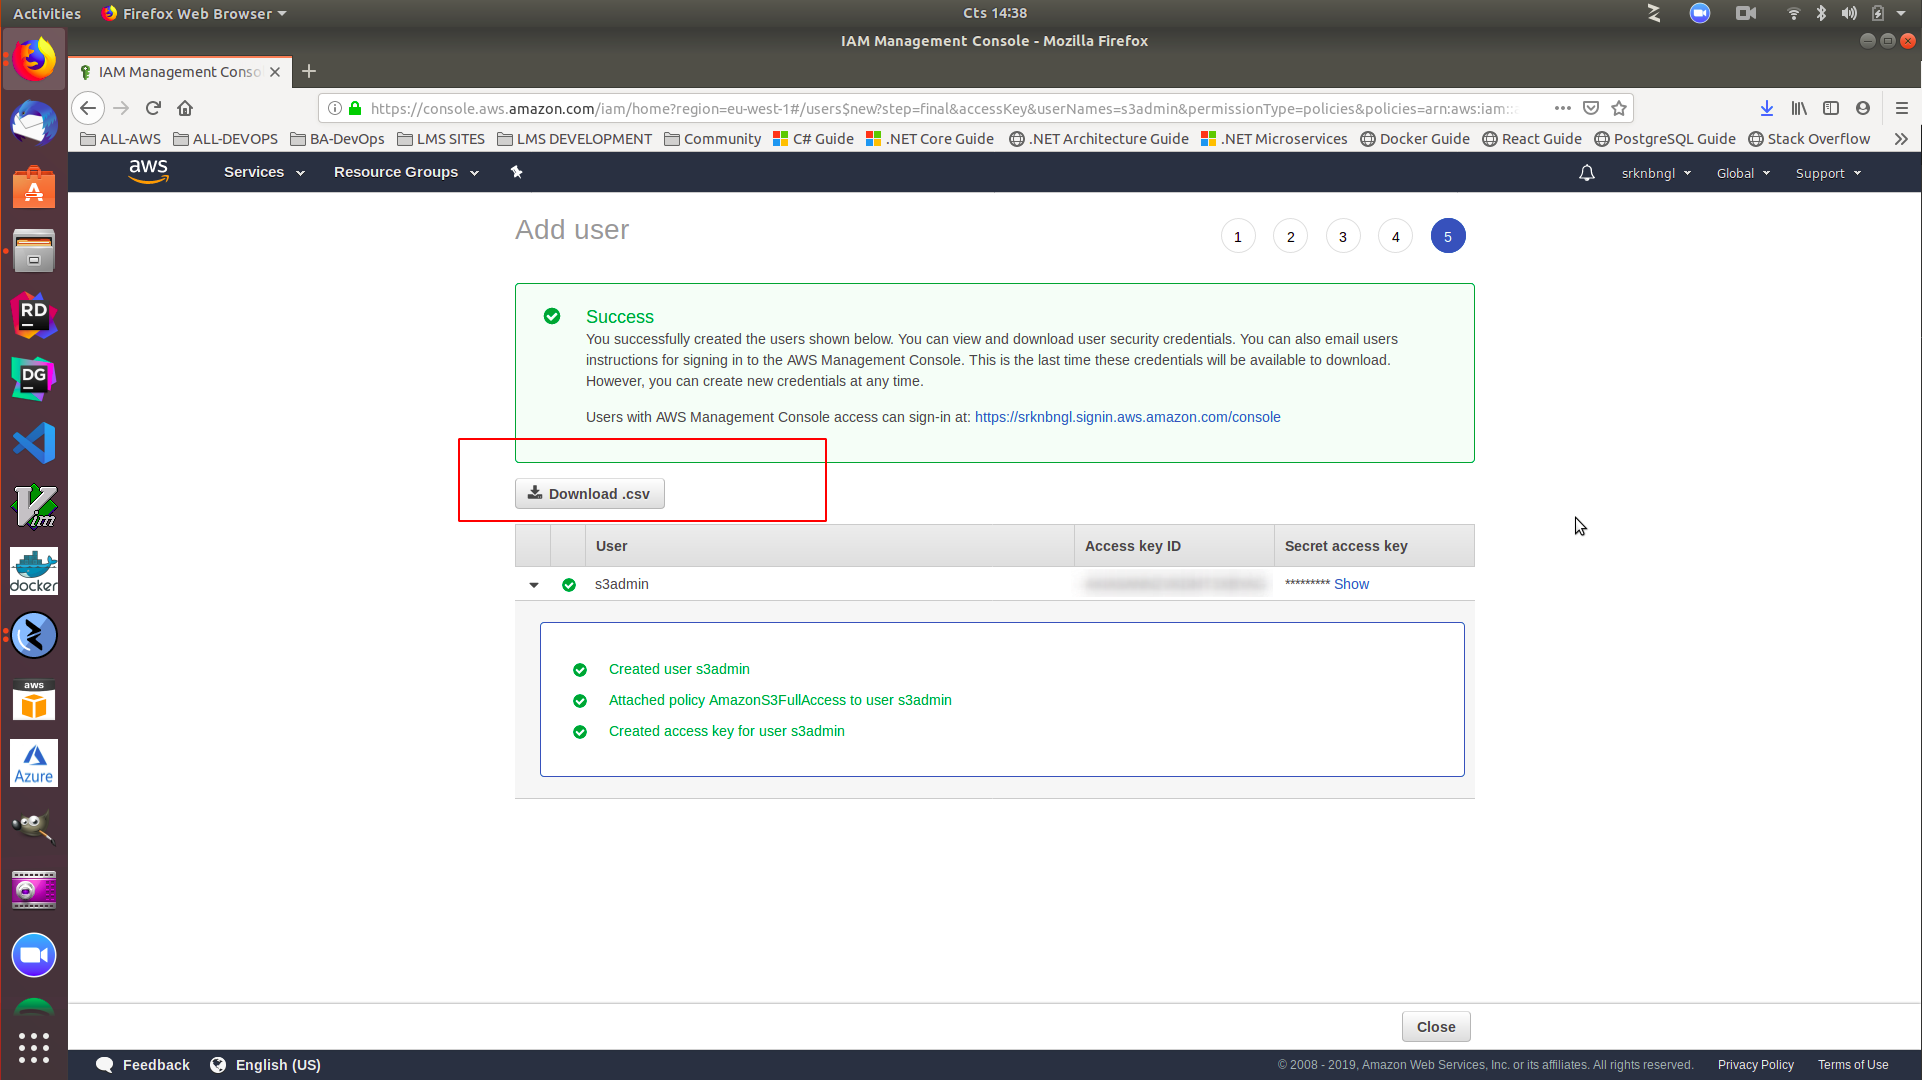 Activities
Firefox Web Browser
Cts 14:38
IAM Management Console - Mozilla Firefox
IAM Management Conso
https://console.aws.amazon.com/iam/home?region=eu-west-1#/users$new?step=final&accessKey&userNames=s3admin&permissionType=policies&policies=arn:aws:iam::
ALL-AWS ALL-DEVOPS BA-DevOps LMS SITES LMS DEVELOPMENT Community C# Guide .NET Core Guide .NET Architecture Guide .NET Microservices Docker Guide React Guide PostgreSQL Guide Stack Overflow
aws Services Resource Groups srknbngl Global Support
Add user
1 2 3 4 5
Success
You successfully created the users shown below. You can view and download user security credentials. You can also email users
instructions for signing in to the AWS Management Console. This is the last time these credentials will be available to download.
However, you can create new credentials at any time.
Users with AWS Management Console access can sign-in at: https://srknbngl.signin.aws.amazon.com/console
Download .csv
User Access key ID Secret access key
s3admin ********* Show
Created user s3admin
Attached policy AmazonS3FullAccess to user s3admin
Created access key for user s3admin
Close
Feedback English (US)
© 2008 - 2019, Amazon Web Services, Inc. or its affiliates. All rights reserved. Privacy Policy Terms of Use
RD
DG
Vim
docker
aws
Azure